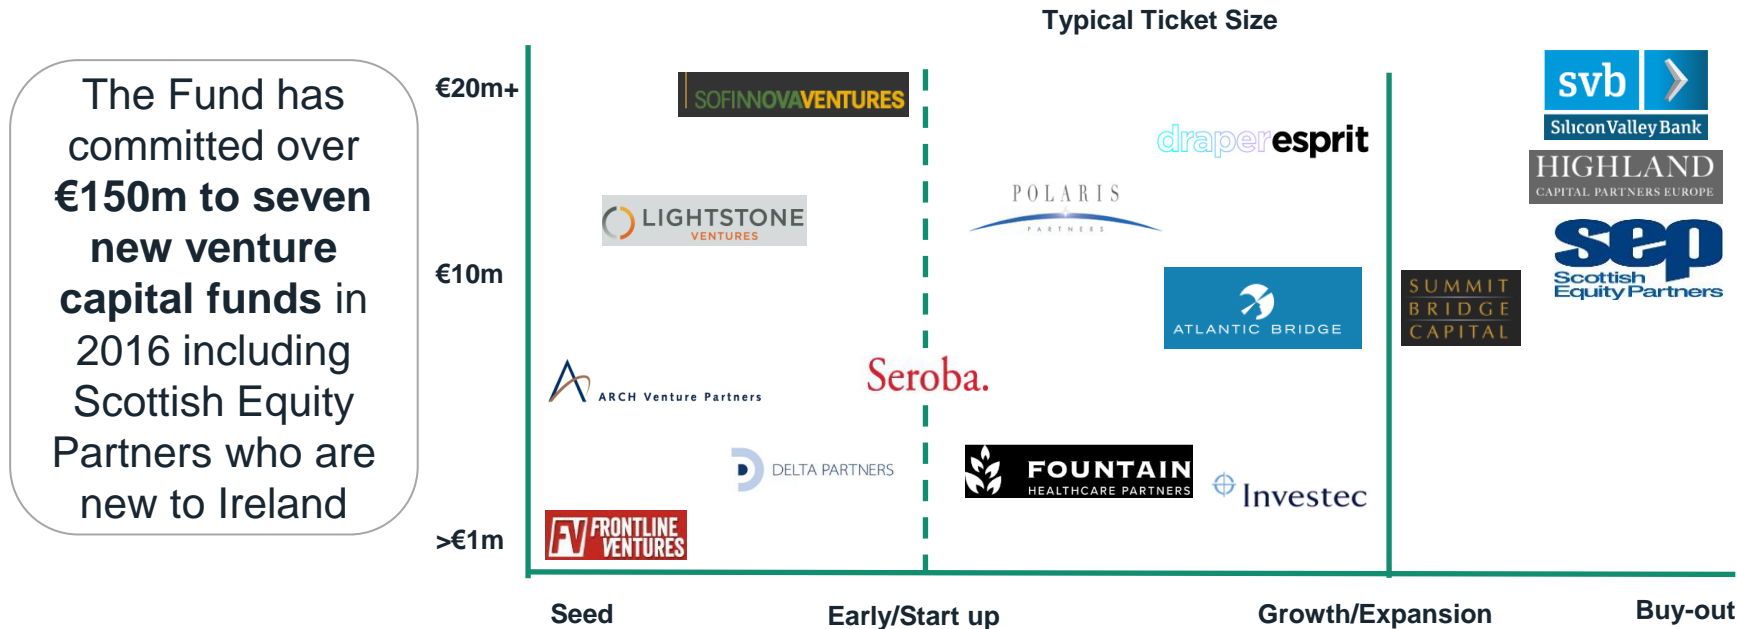 Typical Ticket Size
The Fund has
committed over
€150m to seven
new venture
capital funds in
2016 including
Scottish Equity
Partners who are
new to Ireland
€20m+
€10m
>€1m
SOFINNOVAVENTURES
draperesprit
svb
Silicon Valley Bank
HIGHLAND
CAPITAL PARTNERS EUROPE
LIGHTSTONE
VENTURES
POLARIS
PARTNERS
sep
Scottish
Equity Partners
ATLANTIC BRIDGE
SUMMIT
BRIDGE
CAPITAL
ARCH Venture Partners
Seroba.
DELTA PARTNERS
FOUNTAIN
HEALTHCARE PARTNERS
Investec
FV FRONTLINE
VENTURES
Seed
Early/Start up
Growth/Expansion
Buy-out